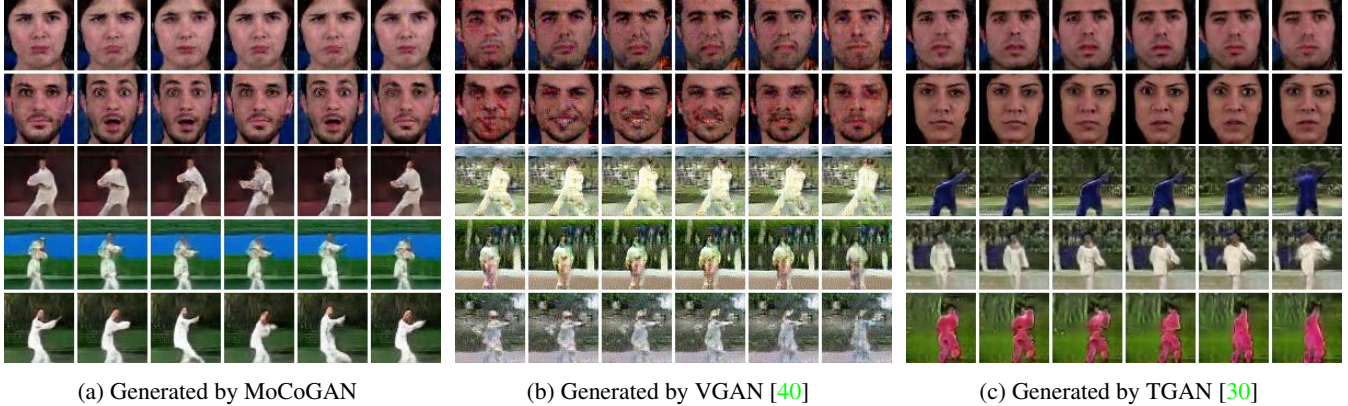 (a) Generated by MoCoGAN
(b) Generated by VGAN [40]
(c) Generated by TGAN [30]